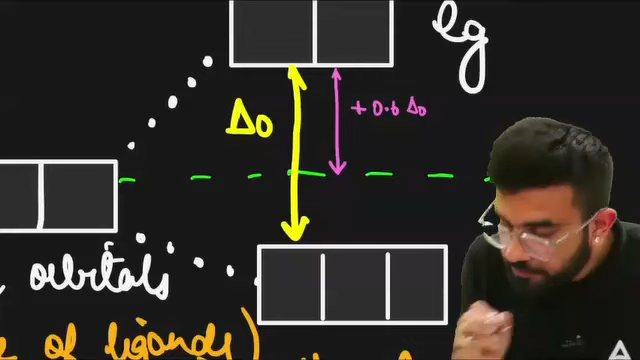 eg
+ 0.6 Δo
Δo
orbitals
of ligands)